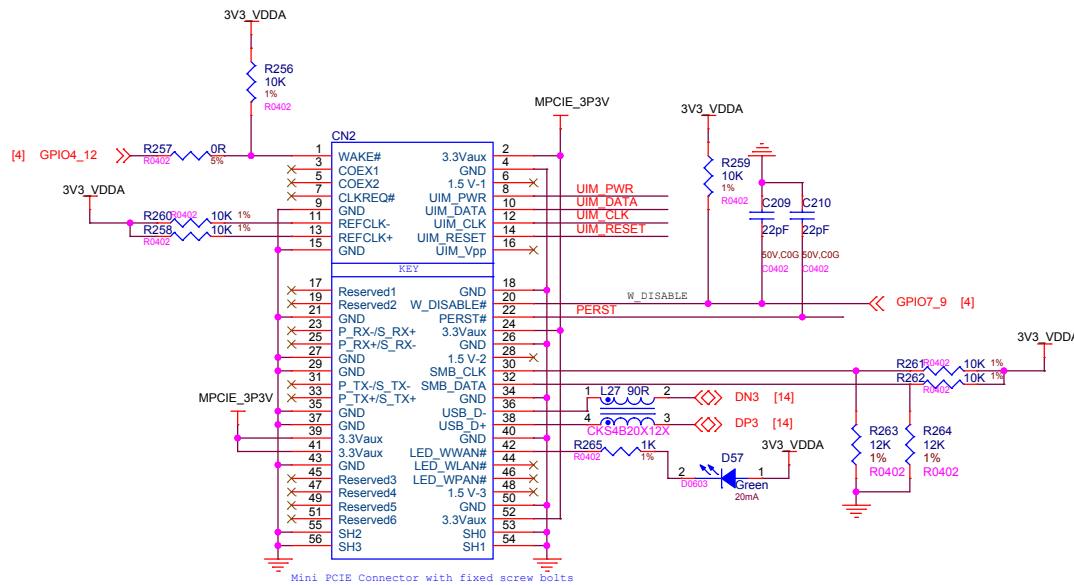 3V3_VDDA
R256
10K
1%
R0402
MPCIE_3P3V
3V3_VDDA
CN2
[4] GPIO4_12
R257 0R
R0402 5%
1 WAKE# 3.3Vaux 2
3 COEX1 GND 4
5 COEX2 1.5 V-1 6
7 CLKREQ# UIM_PWR 8 UIM_PWR
9 GND UIM_DATA 10 UIM_DATA
11 REFCLK- UIM_CLK 12 UIM_CLK
13 REFCLK+ UIM_RESET 14 UIM_RESET
15 GND UIM_Vpp 16
3V3_VDDA
R260 R0402 10K 1%
R258 10K 1%
R0402
R259
10K
1%
R0402
C209
22pF
50V,C0G
C0402
C210
22pF
50V,C0G
C0402
KEY
17 Reserved1 GND 18
19 Reserved2 W_DISABLE# 20 W_DISABLE
21 GND PERST# 22 PERST
23 P_RX-/S_RX+ 3.3Vaux 24
25 P_RX+/S_RX- GND 26
27 GND 1.5 V-2 28
29 GND SMB_CLK 30
31 P_TX-/S_TX- SMB_DATA 32
33 P_TX+/S_TX+ GND 34
35 GND USB_D- 36
37 GND USB_D+ 38
39 3.3Vaux GND 40
41 3.3Vaux LED_WWAN# 42
43 GND LED_WLAN# 44
45 Reserved3 LED_WPAN# 46
47 Reserved4 1.5 V-3 48
49 Reserved5 GND 50
51 Reserved6 3.3Vaux 52
55 SH2 SH0 53
56 SH3 SH1 54
GPIO7_9 [4]
3V3_VDDA
R261 R0402 10K 1%
R262 R0402 10K 1%
MPCIE_3P3V
L27 90R
1 2 DN3 [14]
4 3 DP3 [14]
CKS4B20X12X
R265 1K
R0402 1%
3V3_VDDA
D57
2 1
D0603 Green
20mA
R263
12K
1%
R0402
R264
12K
1%
R0402
Mini PCIE Connector with fixed screw bolts